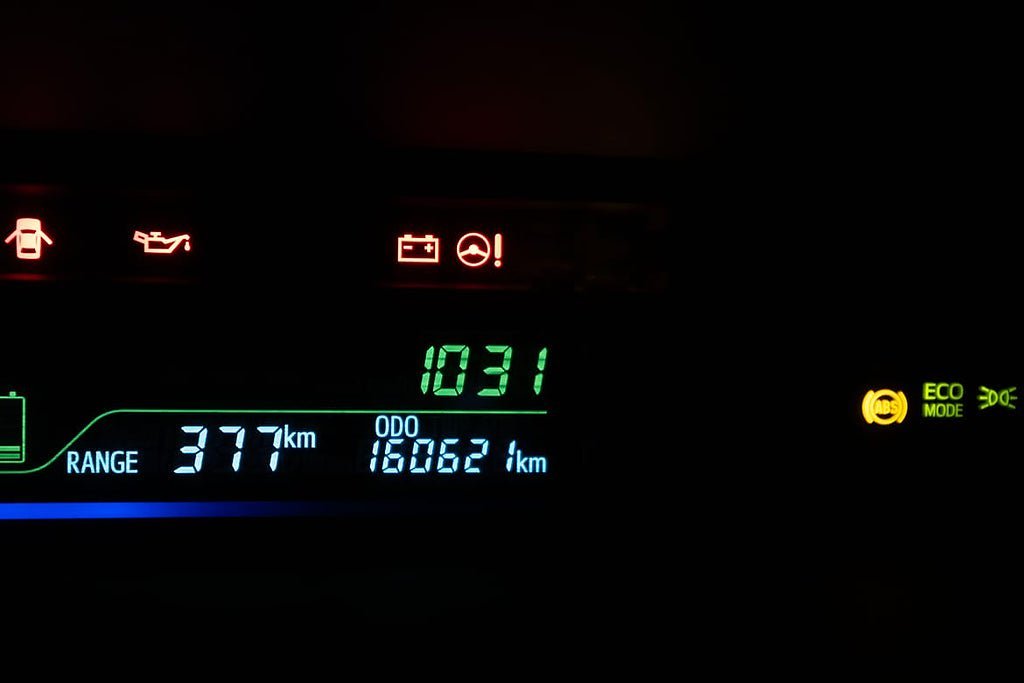 1031
RANGE 377km
ODO
160621km
ABS
ECO
MODE